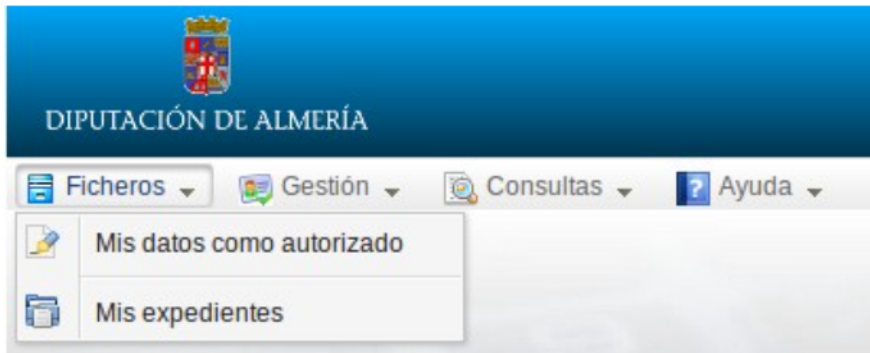 DIPUTACIÓN DE ALMERÍA
Ficheros Gestión Consultas ? Ayuda
Mis datos como autorizado
Mis expedientes